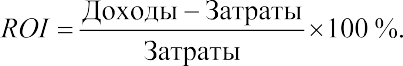 ROI = Доходы – Затраты / Затраты ×100 %.